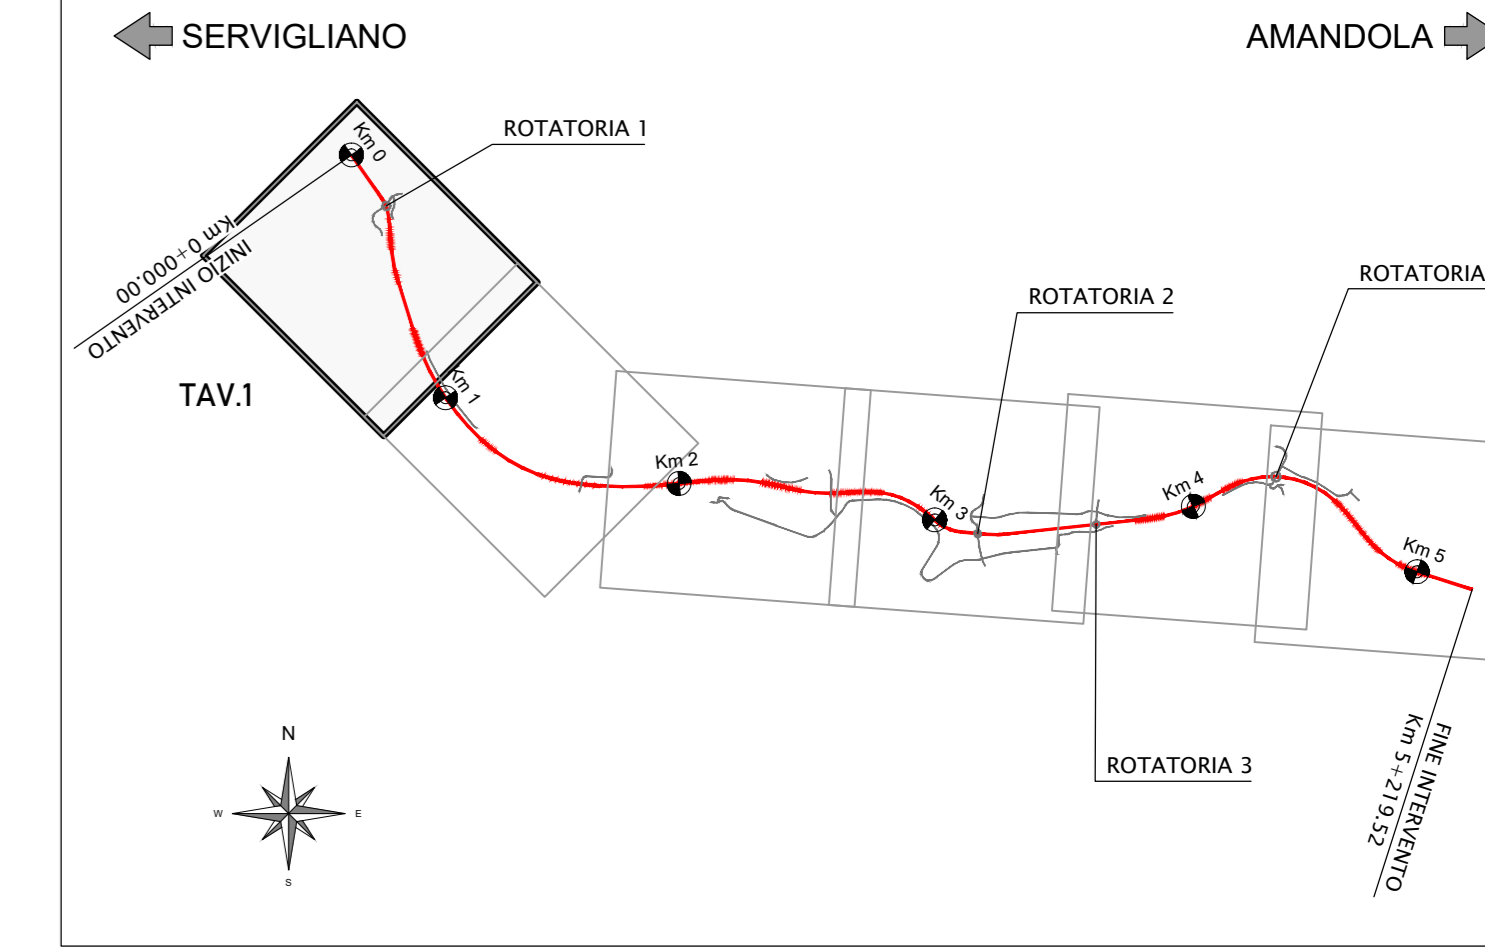 SERVIGLIANO
AMANDOLA
Km 0
ROTATORIA 1
Km 0+000.00
INIZIO INTERVENTO
ROTATORIA
ROTATORIA 2
TAV.1
Km 1
Km 2
Km 3
Km 4
Km 5
N
W
E
S
ROTATORIA 3
FINE INTERVENTO
Km 5+219.52